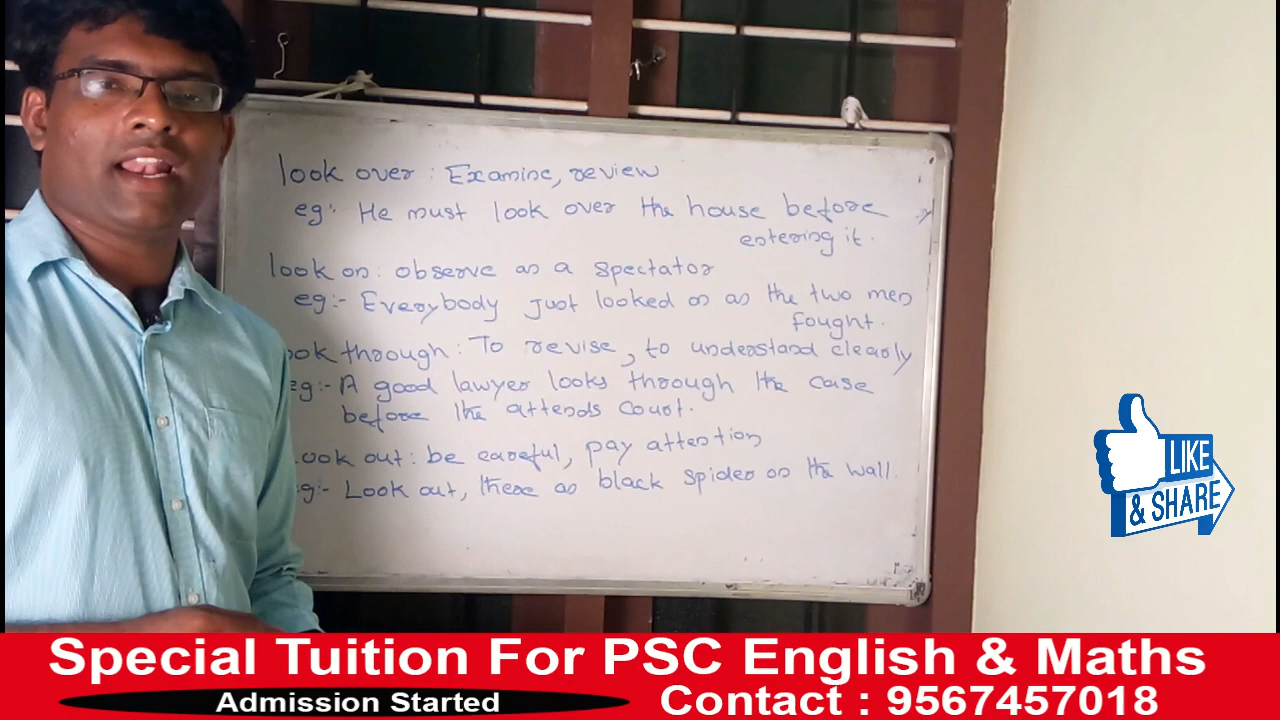 look over : Examine, review
eg:- He must look over the house before
entering it.
look on: observe as a spectator
eg:- Everybody just looked on as the two men
fought.
ook through: To revise, to understand clearly
eg:- A good lawyer looks through the case
before the attends court.
Look out: be careful, pay attention
eg:- Look out, there as black spider on the wall.
LIKE
& SHARE
Special Tuition For PSC English & Maths
Admission Started
Contact : 9567457018